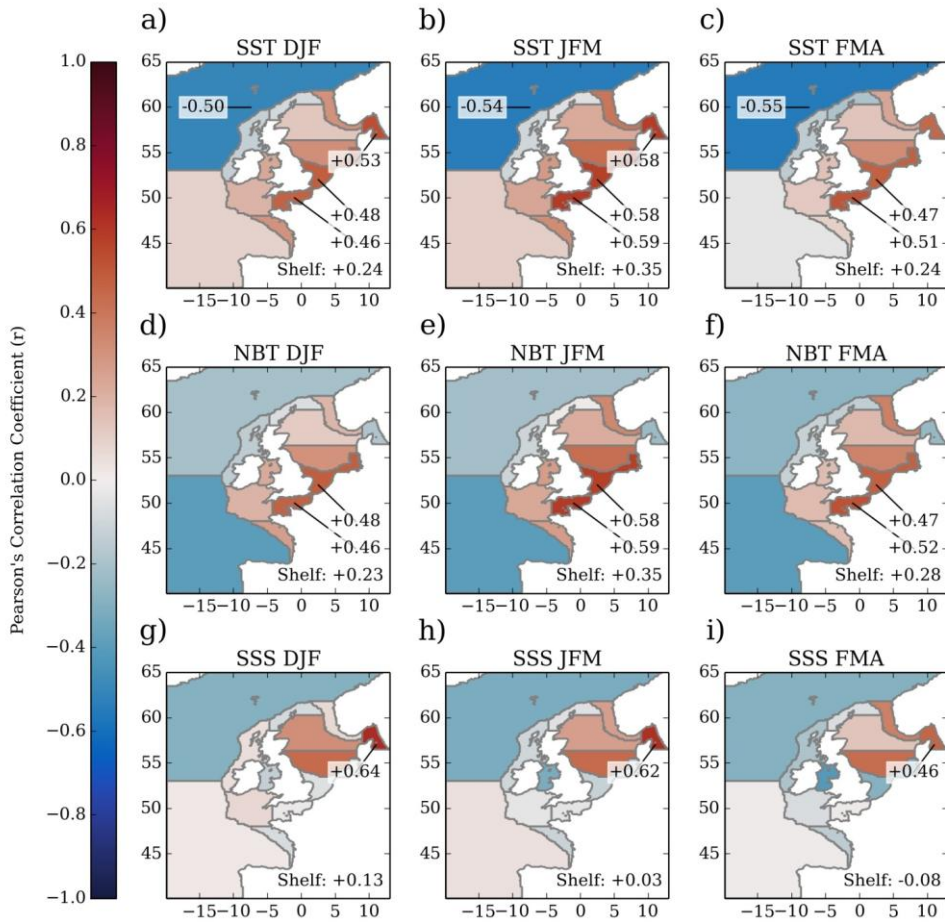 a)
SST DJF
65
60
55
50
45
-0.50
+0.53
+0.48
+0.46
Shelf: +0.24
−15−10 −5 0 5 10
b)
SST JFM
65
60
55
50
45
-0.54
+0.58
+0.58
+0.59
Shelf: +0.35
−15−10 −5 0 5 10
c)
SST FMA
65
60
55
50
45
-0.55
+0.47
+0.51
Shelf: +0.24
−15−10 −5 0 5 10
Pearson's Correlation Coefficient (r)
1.0
0.8
0.6
0.4
0.2
0.0
−0.2
−0.4
−0.6
−0.8
−1.0
d)
NBT DJF
65
60
55
50
45
+0.48
+0.46
Shelf: +0.23
−15−10 −5 0 5 10
e)
NBT JFM
65
60
55
50
45
+0.58
+0.59
Shelf: +0.35
−15−10 −5 0 5 10
f)
NBT FMA
65
60
55
50
45
+0.47
+0.52
Shelf: +0.28
−15−10 −5 0 5 10
g)
SSS DJF
65
60
55
50
45
+0.64
Shelf: +0.13
−15−10 −5 0 5 10
h)
SSS JFM
65
60
55
50
45
+0.62
Shelf: +0.03
−15−10 −5 0 5 10
i)
SSS FMA
65
60
55
50
45
+0.46
Shelf: -0.08
−15−10 −5 0 5 10